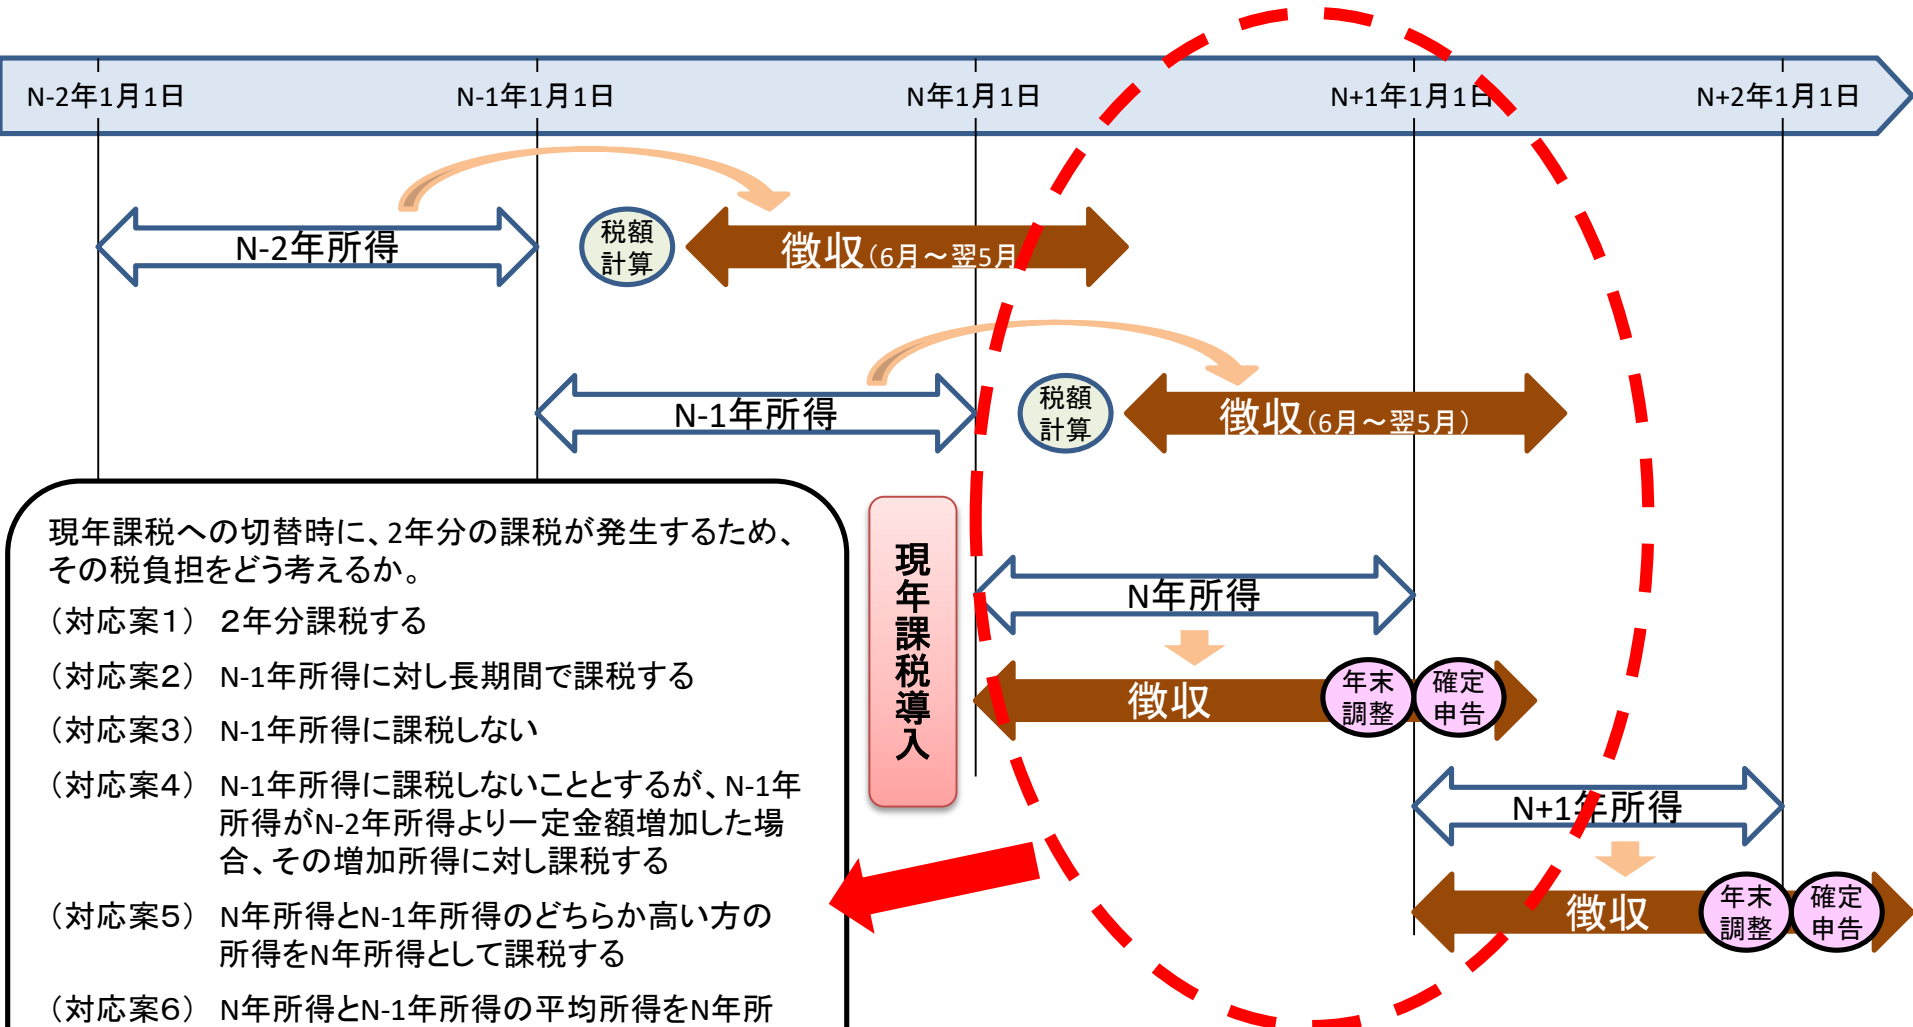 N-2年1月1日
N-1年1月1日
N年1月1日
N+1年1月1日
N+2年1月1日
N-2年所得
税額
計算
徴収(6月～翌5月
N-1年所得
税額
計算
徴収(6月～翌5月)
現年課税導入
N年所得
徴収
年末
調整
確定
申告
N+1年所得
徴収
年末
調整
確定
申告
現年課税への切替時に、2年分の課税が発生するため、
その税負担をどう考えるか。
（対応案１） ２年分課税する
（対応案２） N-1年所得に対し長期間で課税する
（対応案３） N-1年所得に課税しない
（対応案４） N-1年所得に課税しないこととするが、N-1年
所得がN-2年所得より一定金額増加した場
合、その増加所得に対し課税する
（対応案５） N年所得とN-1年所得のどちらか高い方の
所得をN年所得として課税する
（対応案６） N年所得とN-1年所得の平均所得をN年所